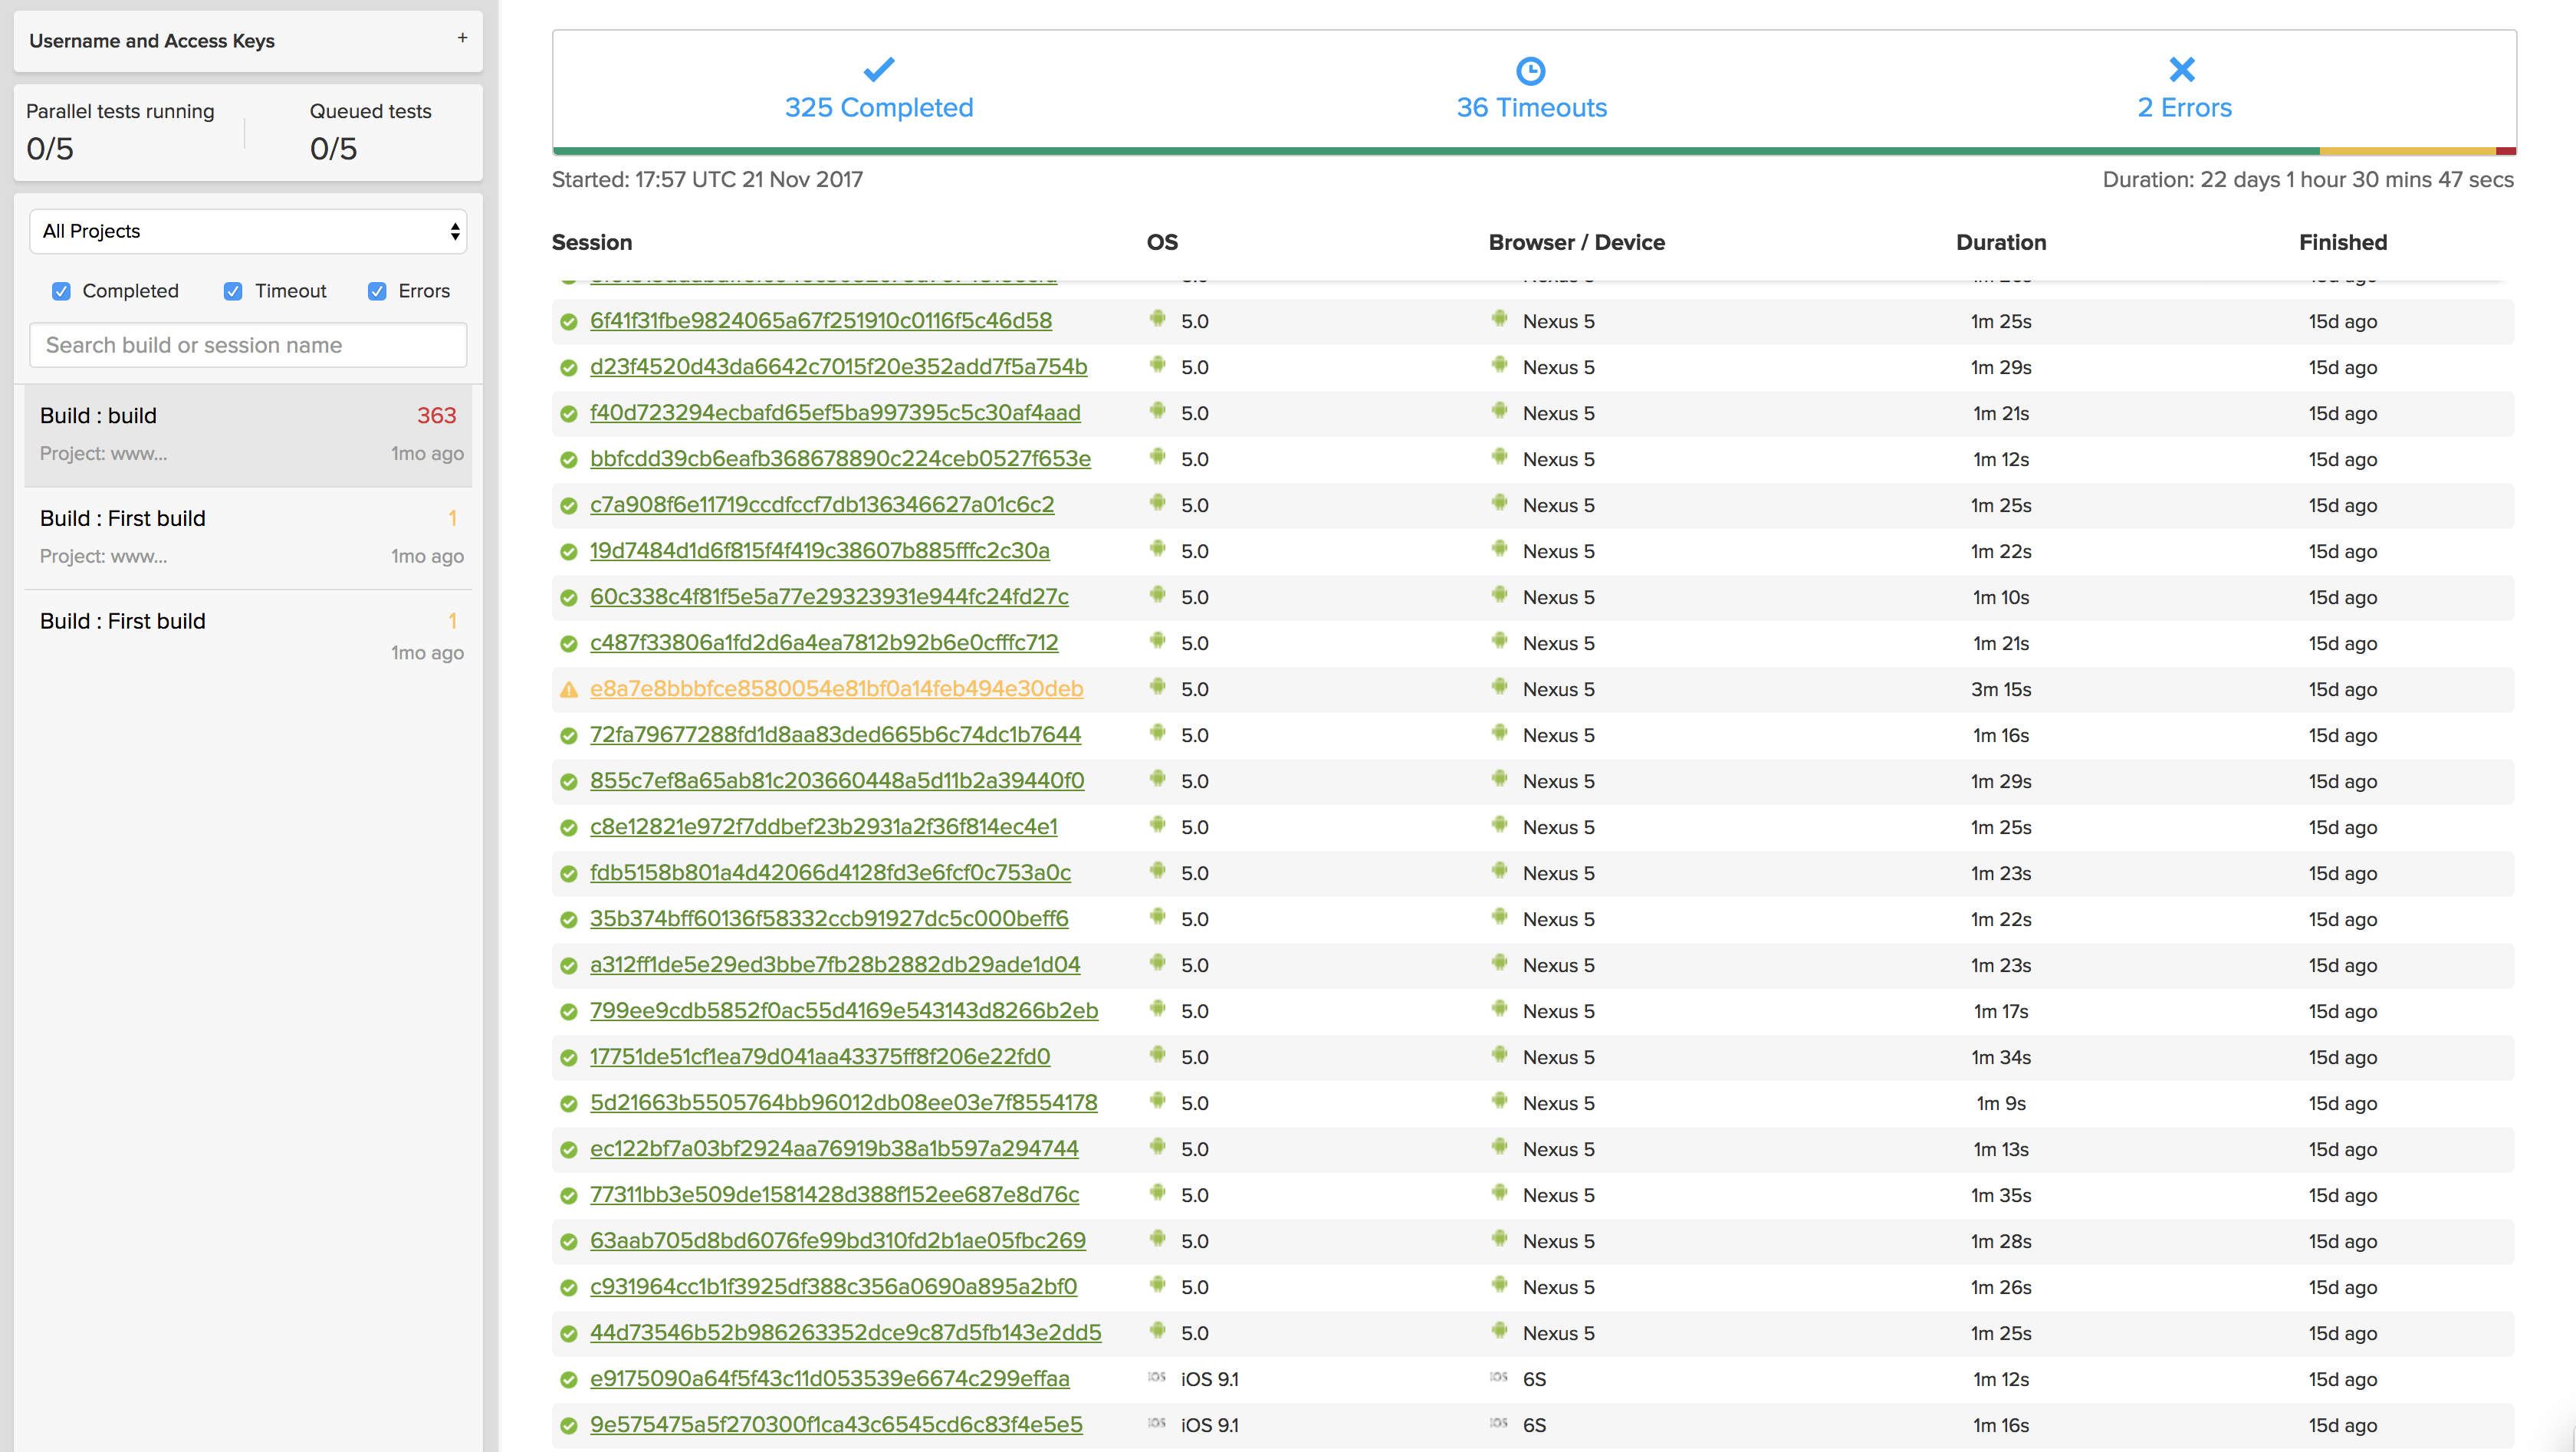 Username and Access Keys +
Parallel tests running Queued tests
0/5 0/5
All Projects
Completed Timeout Errors
Search build or session name
Build : build 363
Project: www... 1mo ago
Build : First build 1
Project: www... 1mo ago
Build : First build 1
1mo ago
325 Completed 36 Timeouts 2 Errors
Started: 17:57 UTC 21 Nov 2017 Duration: 22 days 1 hour 30 mins 47 secs
Session OS Browser / Device Duration Finished
6f41f31fbe9824065a67f251910c0116f5c46d58 5.0 Nexus 5 1m 25s 15d ago
d23f4520d43da6642c7015f20e352add7f5a754b 5.0 Nexus 5 1m 29s 15d ago
f40d723294ecbafd65ef5ba997395c5c30af4aad 5.0 Nexus 5 1m 21s 15d ago
bbfcdd39cb6eafb368678890c224ceb0527f653e 5.0 Nexus 5 1m 12s 15d ago
c7a908f6e11719ccdfccf7db136346627a01c6c2 5.0 Nexus 5 1m 25s 15d ago
19d7484d1d6f815f4f419c38607b885fffc2c30a 5.0 Nexus 5 1m 22s 15d ago
60c338c4f81f5e5a77e29323931e944fc24fd27c 5.0 Nexus 5 1m 10s 15d ago
c487f33806a1fd2d6a4ea7812b92b6e0cfffc712 5.0 Nexus 5 1m 21s 15d ago
e8a7e8bbbfce8580054e81bf0a14feb494e30deb 5.0 Nexus 5 3m 15s 15d ago
72fa79677288fd1d8aa83ded665b6c74dc1b7644 5.0 Nexus 5 1m 16s 15d ago
855c7ef8a65ab81c203660448a5d11b2a39440f0 5.0 Nexus 5 1m 29s 15d ago
c8e12821e972f7ddbef23b2931a2f36f814ec4e1 5.0 Nexus 5 1m 25s 15d ago
fdb5158b801a4d42066d4128fd3e6fcf0c753a0c 5.0 Nexus 5 1m 23s 15d ago
35b374bff60136f58332ccb91927dc5c000beff6 5.0 Nexus 5 1m 22s 15d ago
a312ff1de5e29ed3bbe7fb28b2882db29ade1d04 5.0 Nexus 5 1m 23s 15d ago
799ee9cdb5852f0ac55d4169e543143d8266b2eb 5.0 Nexus 5 1m 17s 15d ago
17751de51cf1ea79d041aa43375ff8f206e22fd0 5.0 Nexus 5 1m 34s 15d ago
5d21663b5505764bb96012db08ee03e7f8554178 5.0 Nexus 5 1m 9s 15d ago
ec122bf7a03bf2924aa76919b38a1b597a294744 5.0 Nexus 5 1m 13s 15d ago
77311bb3e509de1581428d388f152ee687e8d76c 5.0 Nexus 5 1m 35s 15d ago
63aab705d8bd6076fe99bd310fd2b1ae05fbc269 5.0 Nexus 5 1m 28s 15d ago
c931964cc1b1f3925df388c356a0690a895a2bf0 5.0 Nexus 5 1m 26s 15d ago
44d73546b52b986263352dce9c87d5fb143e2dd5 5.0 Nexus 5 1m 25s 15d ago
e9175090a64f5f43c11d053539e6674c299effaa iOS iOS 9.1 iOS 6S 1m 12s 15d ago
9e575475a5f270300f1ca43c6545cd6c83f4e5e5 iOS iOS 9.1 iOS 6S 1m 16s 15d ago